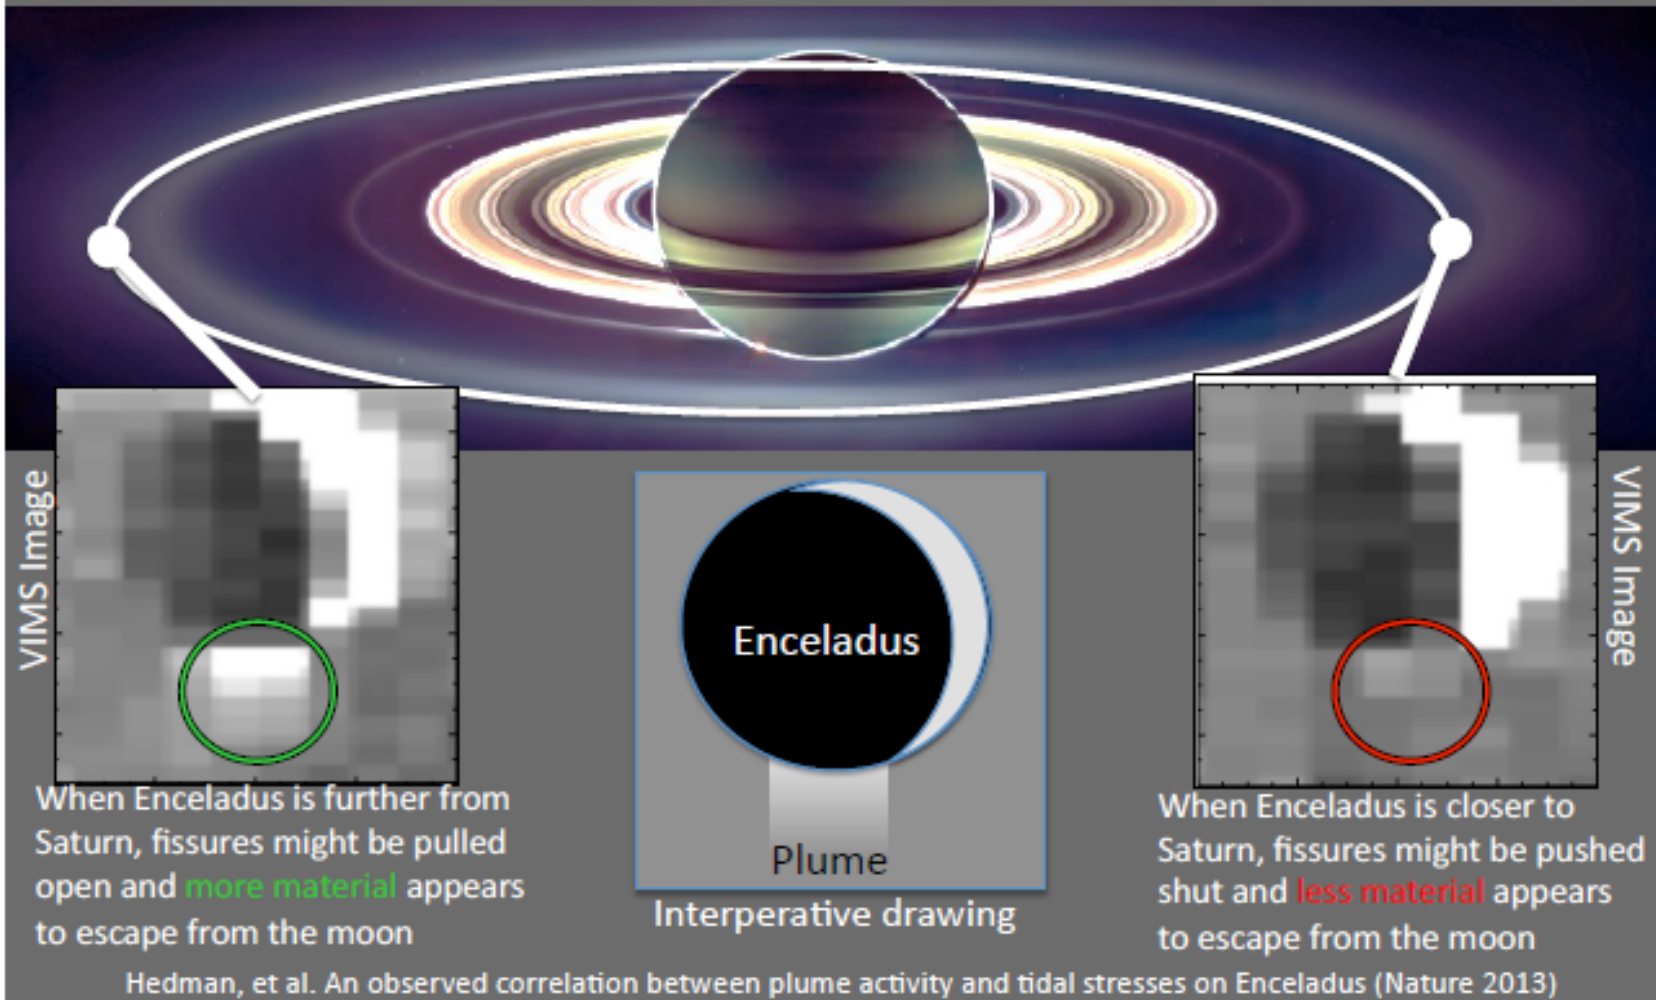 VIMS Image
When Enceladus is further from
Saturn, fissures might be pulled
open and more material appears
to escape from the moon
Enceladus
Plume
Interperative drawing
VIMS Image
When Enceladus is closer to
Saturn, fissures might be pushed
shut and less material appears
to escape from the moon
Hedman, et al. An observed correlation between plume activity and tidal stresses on Enceladus (Nature 2013)